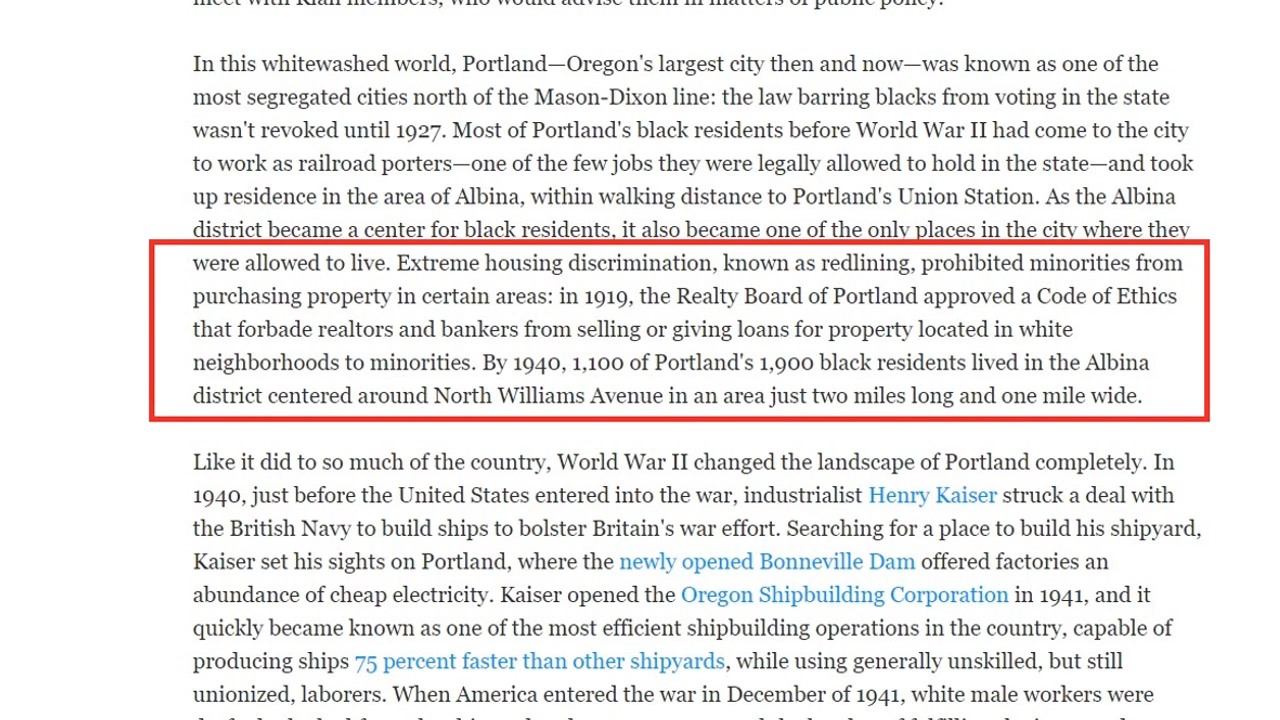 meet with Klan members, who would advise them in matters of public policy.
In this whitewashed world, Portland—Oregon's largest city then and now—was known as one of the
most segregated cities north of the Mason-Dixon line: the law barring blacks from voting in the state
wasn't revoked until 1927. Most of Portland's black residents before World War II had come to the city
to work as railroad porters—one of the few jobs they were legally allowed to hold in the state—and took
up residence in the area of Albina, within walking distance to Portland's Union Station. As the Albina
district became a center for black residents, it also became one of the only places in the city where they
were allowed to live. Extreme housing discrimination, known as redlining, prohibited minorities from
purchasing property in certain areas: in 1919, the Realty Board of Portland approved a Code of Ethics
that forbade realtors and bankers from selling or giving loans for property located in white
neighborhoods to minorities. By 1940, 1,100 of Portland's 1,900 black residents lived in the Albina
district centered around North Williams Avenue in an area just two miles long and one mile wide.
Like it did to so much of the country, World War II changed the landscape of Portland completely. In
1940, just before the United States entered into the war, industrialist Henry Kaiser struck a deal with
the British Navy to build ships to bolster Britain's war effort. Searching for a place to build his shipyard,
Kaiser set his sights on Portland, where the newly opened Bonneville Dam offered factories an
abundance of cheap electricity. Kaiser opened the Oregon Shipbuilding Corporation in 1941, and it
quickly became known as one of the most efficient shipbuilding operations in the country, capable of
producing ships 75 percent faster than other shipyards, while using generally unskilled, but still
unionized, laborers. When America entered the war in December of 1941, white male workers were